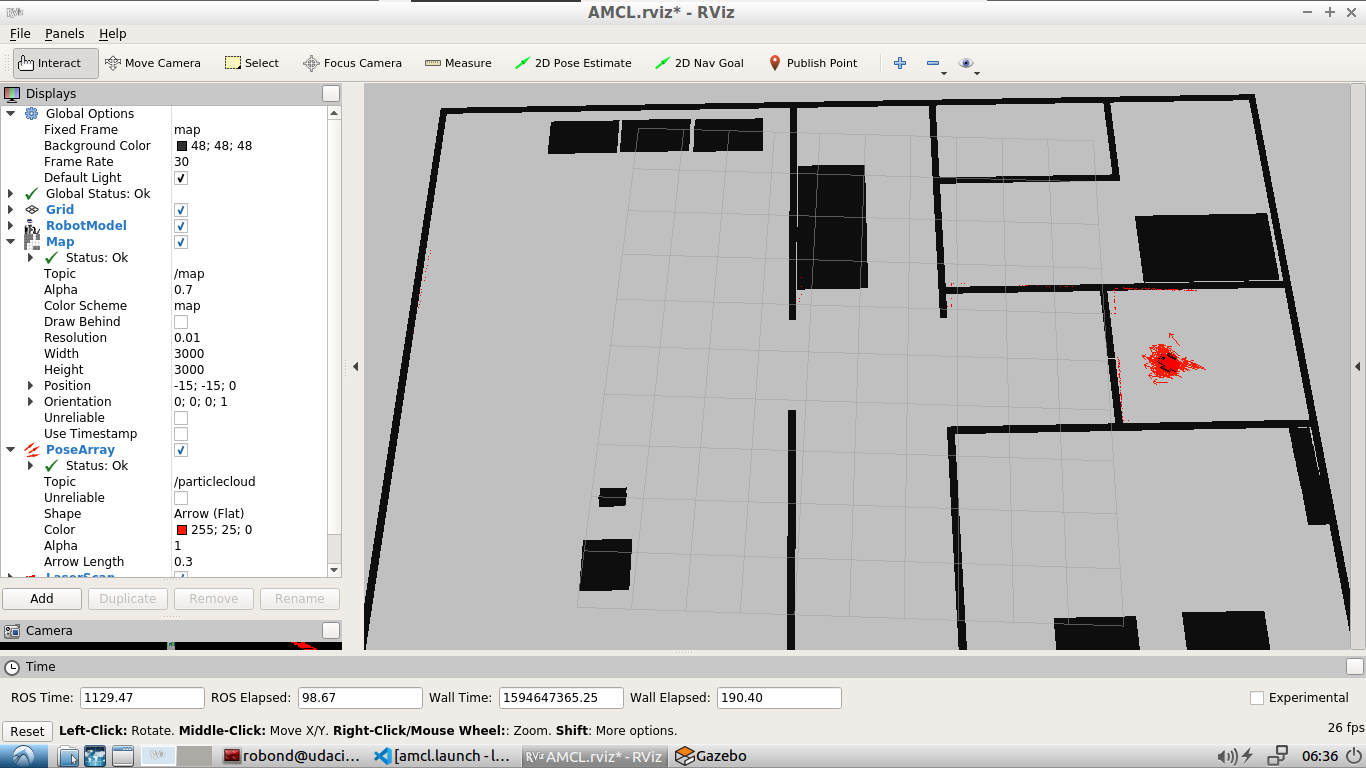 RViz AMCL.rviz* - RViz
File Panels Help
Interact Move Camera Select Focus Camera Measure 2D Pose Estimate 2D Nav Goal Publish Point
Displays
Global Options
Fixed Frame map
Background Color 48; 48; 48
Frame Rate 30
Default Light ✔
Global Status: Ok
Grid
RobotModel
Map
Status: Ok
Topic /map
Alpha 0.7
Color Scheme map
Draw Behind
Resolution 0.01
Width 3000
Height 3000
Position -15; -15; 0
Orientation 0; 0; 0; 1
Unreliable
Use Timestamp
PoseArray
Status: Ok
Topic /particlecloud
Unreliable
Shape Arrow (Flat)
Color 255; 25; 0
Alpha 1
Arrow Length 0.3
LaserScan
Add Duplicate Remove Rename
Camera
Time
ROS Time: 1129.47 ROS Elapsed: 98.67 Wall Time: 1594647365.25 Wall Elapsed: 190.40 Experimental
Reset Left-Click: Rotate. Middle-Click: Move X/Y. Right-Click/Mouse Wheel:: Zoom. Shift: More options. 26 fps
robond@udaci... [amcl.launch - l... RViz AMCL.rviz* - RViz Gazebo 06:36